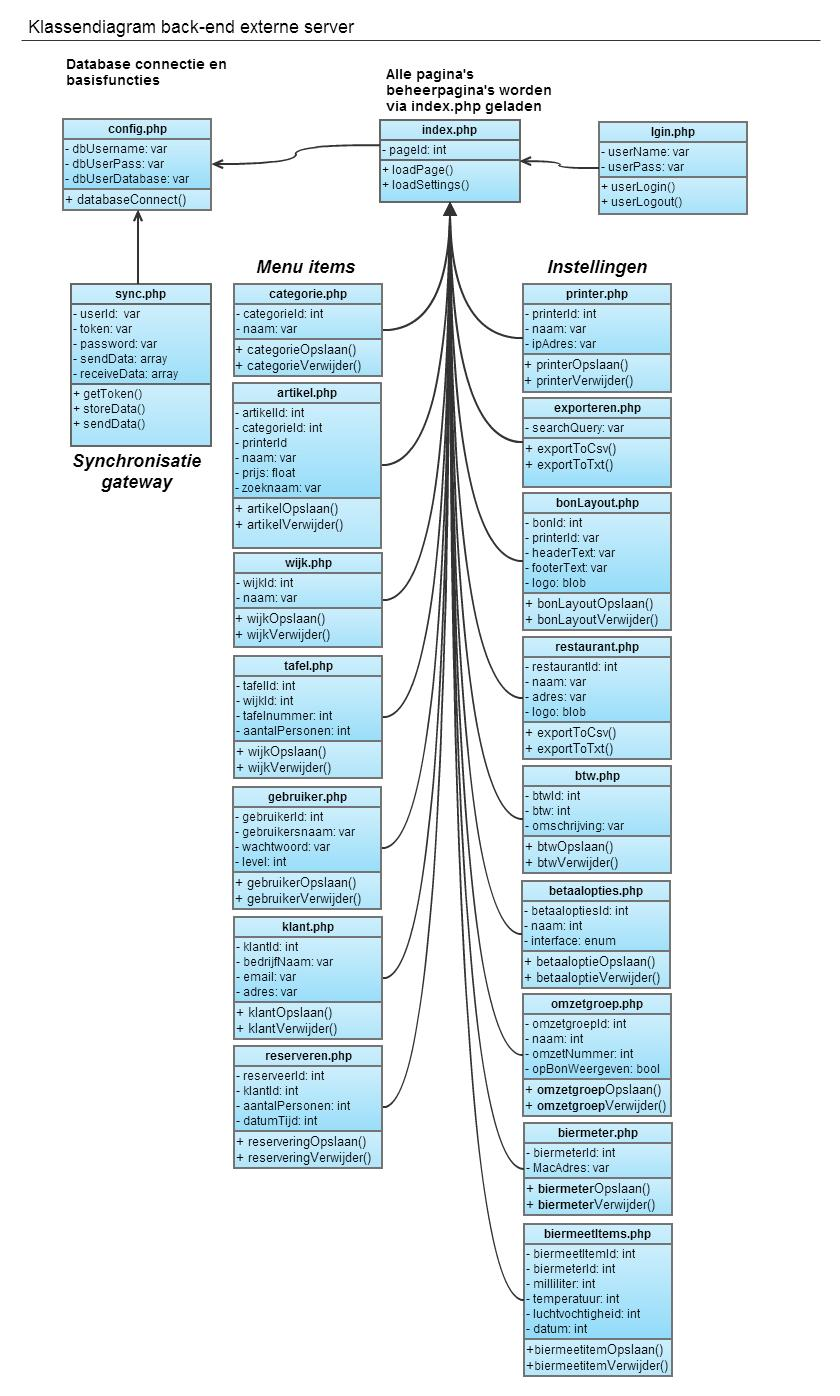 Klassendiagram back-end externe server
Database connectie en
basisfuncties
Alle pagina's
beheerpagina's worden
via index.php geladen
config.php
- dbUsername: var
- dbUserPass: var
- dbUserDatabase: var
+ databaseConnect()
index.php
- pageId: int
+ loadPage()
+ loadSettings()
lgin.php
- userName: var
- userPass: var
+ userLogin()
+ userLogout()
sync.php
- userId:  var
- token: var
- password: var
- sendData: array
- receiveData: array
+ getToken()
+ storeData()
+ sendData()
Synchronisatie
gateway
Menu items
categorie.php
- categorieId: int
- naam: var
+ categorieOpslaan()
+ categorieVerwijder()
artikel.php
- artikelId: int
- categorieId: int
- printerId
- naam: var
- prijs: float
- zoeknaam: var
+ artikelOpslaan()
+ artikelVerwijder()
wijk.php
- wijkId: int
- naam: var
+ wijkOpslaan()
+ wijkVerwijder()
tafel.php
- tafelId: int
- wijkId: int
- tafelnummer: int
- aantalPersonen: int
+ wijkOpslaan()
+ wijkVerwijder()
gebruiker.php
- gebruikerId: int
- gebruikersnaam: var
- wachtwoord: var
- level: int
+ gebruikerOpslaan()
+ gebruikerVerwijder()
klant.php
- klantId: int
- bedrijfNaam: var
- email: var
- adres: var
+ klantOpslaan()
+ klantVerwijder()
reserveren.php
- reserveerId: int
- klantId: int
- aantalPersonen: int
- datumTijd: int
+ reserveringOpslaan()
+ reserveringVerwijder()
Instellingen
printer.php
- printerId: int
- naam: var
- ipAdres: var
+ printerOpslaan()
+ printerVerwijder()
exporteren.php
- searchQuery: var
+ exportToCsv()
+ exportToTxt()
bonLayout.php
- bonId: int
- printerId: var
- headerText: var
- footerText: var
- logo: blob
+ bonLayoutOpslaan()
+ bonLayoutVerwijder()
restaurant.php
- restaurantId: int
- naam: var
- adres: var
- logo: blob
+ exportToCsv()
+ exportToTxt()
btw.php
- btwId: int
- btw: int
- omschrijving: var
+ btwOpslaan()
+ btwVerwijder()
betaalopties.php
- betaaloptiesId: int
- naam: int
- interface: enum
+ betaaloptieOpslaan()
+ betaaloptieVerwijder()
omzetgroep.php
- omzetgroepId: int
- naam: int
- omzetNummer: int
- opBonWeergeven: bool
+ omzetgroepOpslaan()
+ omzetgroepVerwijder()
biermeter.php
- biermeterId: int
- MacAdres: var
+ biermeterOpslaan()
+ biermeterVerwijder()
biermeetItems.php
- biermeetItemId: int
- biermeterId: int
- milliliter: int
- temperatuur: int
- luchtvochtigheid: int
- datum: int
+biermeetitemOpslaan()
+biermeetitemVerwijder()